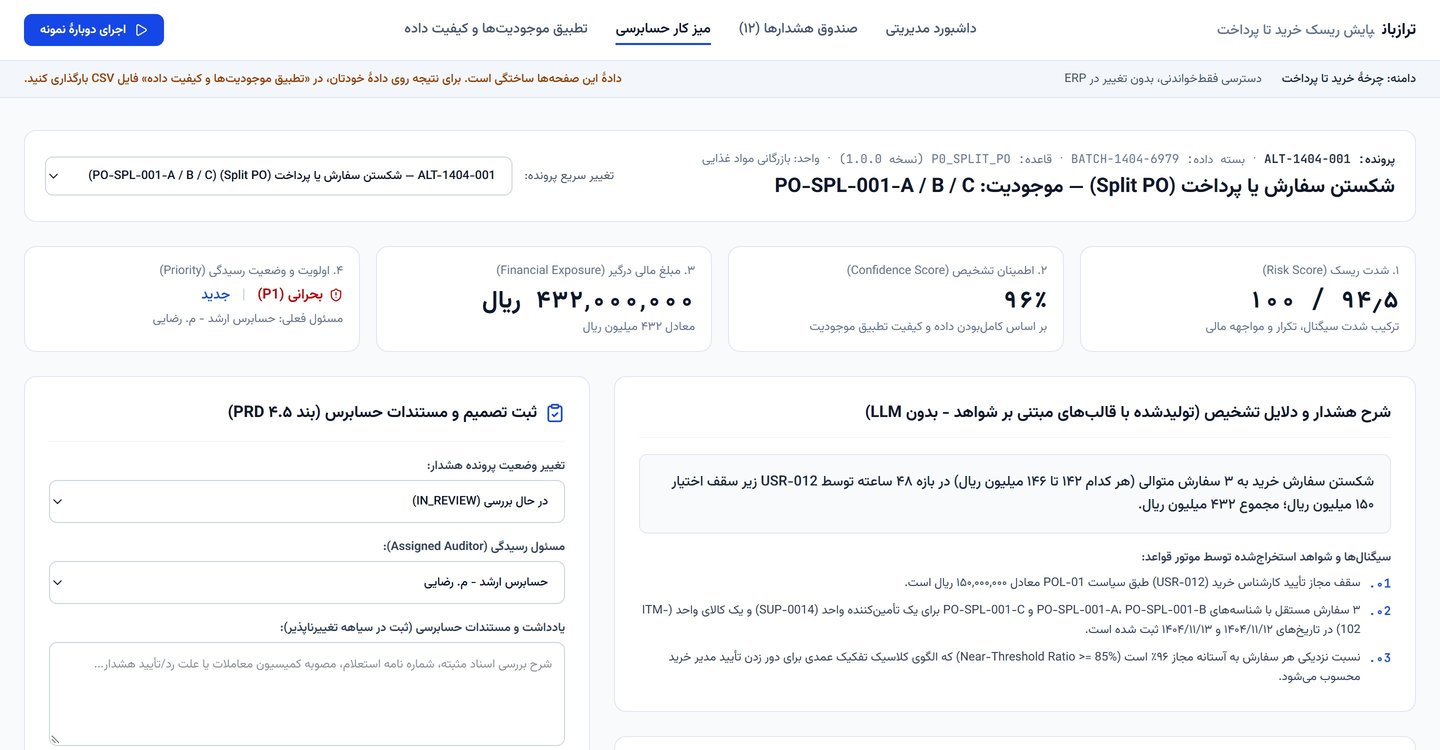 ترازبان پایش ریسک خرید تا پرداخت
داشبورد مدیریتی
صندوق هشدارها (۱۲)
میز کار حسابرسی
تطبیق موجودیت‌ها و کیفیت داده
اجرای دوبارهٔ نمونه
دامنه: چرخهٔ خرید تا پرداخت
دسترسی فقط‌خواندنی، بدون تغییر در ERP
دادهٔ این صفحه‌ها ساختگی است. برای نتیجه روی دادهٔ خودتان، در «تطبیق موجودیت‌ها و کیفیت داده» فایل CSV بارگذاری کنید.
پرونده: ALT-1404-001 · بسته داده: BATCH-1404-6979 · قاعده: P0_SPLIT_PO (نسخه 1.0.0) · واحد: بازرگانی مواد غذایی
شکستن سفارش یا پرداخت (Split PO) — موجودیت: PO-SPL-001-A / B / C
تغییر سریع پرونده:
ALT-1404-001 — شکستن سفارش یا پرداخت (Split PO) (PO-SPL-001-A / B / C)
۱. شدت ریسک (Risk Score)
۹۴٫۵ / ۱۰۰
ترکیب شدت سیگنال، تکرار و مواجهه مالی
۲. اطمینان تشخیص (Confidence Score)
۹۶٪
بر اساس کامل‌بودن داده و کیفیت تطبیق موجودیت
۳. مبلغ مالی درگیر (Financial Exposure)
۴۳۲,۰۰۰,۰۰۰ ریال
معادل ۴۳۲ میلیون ریال
۴. اولویت و وضعیت رسیدگی (Priority)
بحرانی (P1) | جدید
مسئول فعلی: حسابرس ارشد - م. رضایی
شرح هشدار و دلایل تشخیص (تولیدشده با قالب‌های مبتنی بر شواهد - بدون LLM)
شکستن سفارش خرید به ۳ سفارش متوالی (هر کدام ۱۴۲ تا ۱۴۶ میلیون ریال) در بازه ۴۸ ساعته توسط USR-012 زیر سقف اختیار
۱۵۰ میلیون ریال؛ مجموع ۴۳۲ میلیون ریال.
سیگنال‌ها و شواهد استخراج‌شده توسط موتور قواعد:
۰1. سقف مجاز تأیید کارشناس خرید (USR-012) طبق سیاست POL-01 معادل ۱۵۰,۰۰۰,۰۰۰ ریال است.
۰2. ۳ سفارش مستقل با شناسه‌های PO-SPL-001-A، PO-SPL-001-B و PO-SPL-001-C برای یک تأمین‌کننده واحد (SUP-0014) و یک کالای واحد (ITM-
102) در تاریخ‌های ۱۴۰۴/۱۱/۱۲ و ۱۴۰۴/۱۱/۱۳ ثبت شده است.
۰3. نسبت نزدیکی هر سفارش به آستانه مجاز ۹۶٪ است (Near-Threshold Ratio >= 85%) که الگوی کلاسیک تفکیک عمدی برای دور زدن تأیید مدیر خرید
محسوب می‌شود.
ثبت تصمیم و مستندات حسابرس (بند ۴.۵ PRD)
تغییر وضعیت پرونده هشدار:
در حال بررسی (IN_REVIEW)
مسئول رسیدگی (Assigned Auditor):
حسابرس ارشد - م. رضایی
یادداشت و مستندات حسابرسی (ثبت در سیاهه تغییرناپذیر):
شرح بررسی اسناد مثبته، شماره نامه استعلام، مصوبه کمیسیون معاملات یا علت رد/تأیید هشدار...